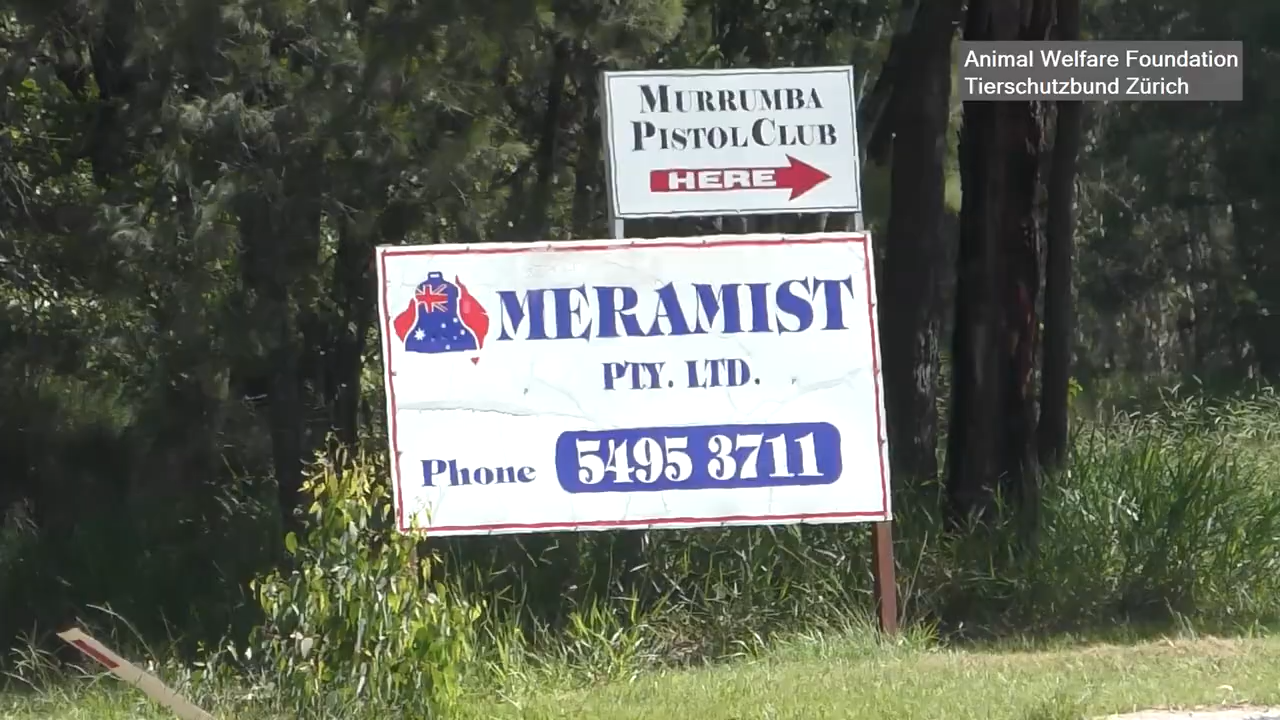 Animal Welfare Foundation
Tierschutzbund Zürich
MURRUMBA
PISTOL CLUB
HERE
MERAMIST
PTY. LTD.
Phone 5495 3711